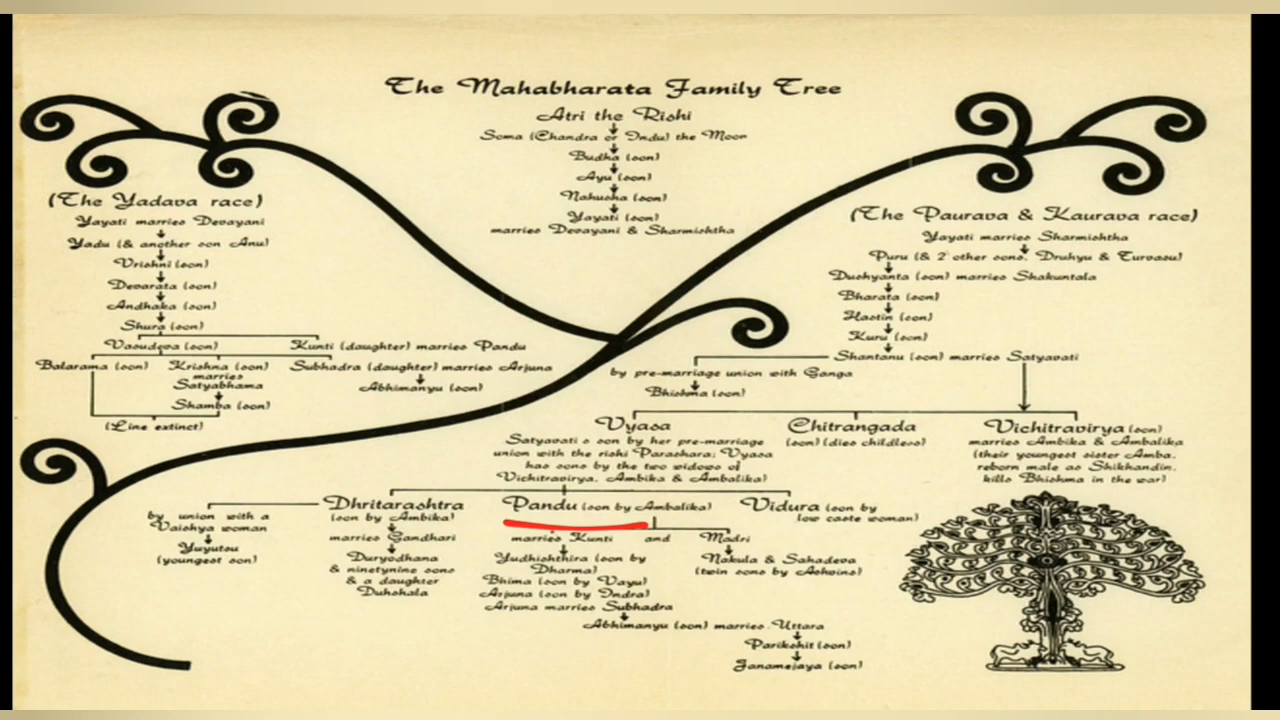 The Mahabharata Family Tree
Atri the Rishi
Soma (Chandra or Indu) the Moon
Budha (son)
Ayu (son)
Nahusha (son)
Yayati (son)
marries Devayani & Sharmishtha
(The Yadava race)
Yayati marries Devayani
Yadu (& another son Anu)
Vrishni (son)
Devarata (son)
Andhaka (son)
Shura (son)
Vasudeva (son)
Kunti (daughter) marries Pandu
Balarama (son)
Krishna (son)
marries
Satyabhama
Subhadra (daughter) marries Arjuna
Abhimanyu (son)
Shamba (son)
(Line extinct)
(The Paurava & Kaurava race)
Yayati marries Sharmishtha
Puru (& 2 other sons, Druhyu & Turvasu)
Dushyanta (son) marries Shakuntala
Bharata (son)
Hastin (son)
Kuru (son)
Shantanu (son) marries Satyavati
by pre-marriage union with Ganga
Bhishma (son)
Vyasa
Satyavati's son by her pre-marriage
union with the rishi Parashara; Vyasa
has sons by the two widows of
Vichitravirya, Ambika & Ambalika)
Chitrangada
(son) (dies childless)
Vichitravirya (son)
marries Ambika & Ambalika
(their youngest sister Amba,
reborn male as Shikhandin,
kills Bhishma in the war)
by union with a
Vaishya woman
Yuyutsu
(youngest son)
Dhritarashtra
(son by Ambika)
marries Gandhari
Duryodhana
& ninetynine sons
& a daughter
Duhshala
Pandu (son by Ambalika)
marries Kunti and Madri
Yudhishthira (son by
Dharma)
Bhima (son by Vayu)
Arjuna (son by Indra)
Arjuna marries Subhadra
Nakula & Sahadeva
(twin sons by Ashvins)
Abhimanyu (son) marries Uttara
Parikshit (son)
Janamejaya (son)
Vidura (son by
low caste woman)